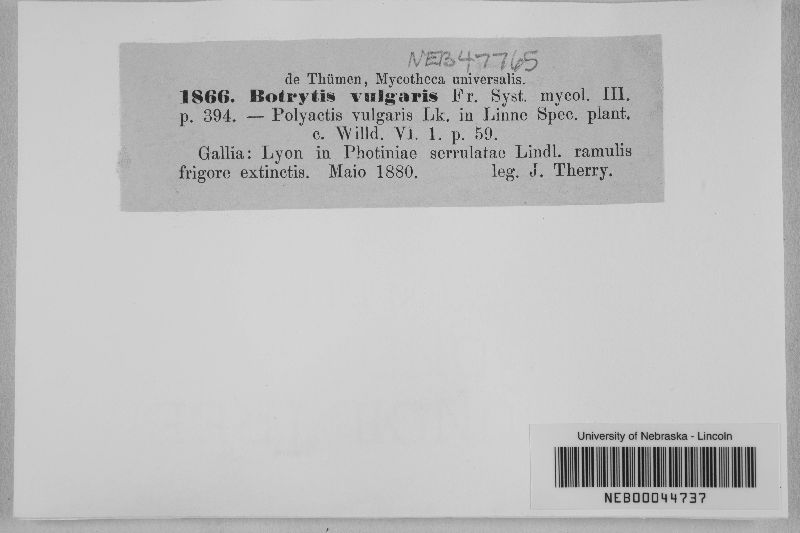 NEB47765
de Thümen, Mycotheca universalis.
1866. Botrytis vulgaris Fr. Syst. mycol. III.
p. 394. — Polyactis vulgaris Lk. in Linne Spec. plant.
c. Willd. VI. 1. p. 59.
Gallia: Lyon in Photiniae serrulatae Lindl. ramulis
frigore extinctis. Maio 1880. leg. J. Therry.
University of Nebraska - Lincoln
NEB00044737